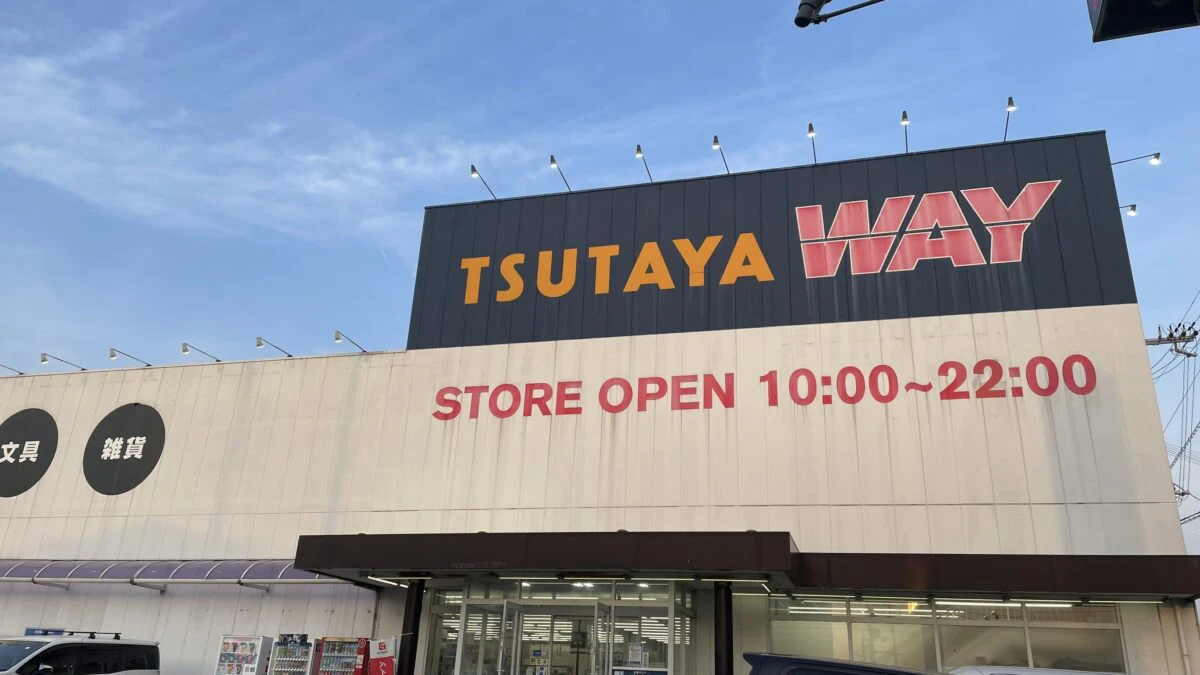 TSUTAYA WAY
STORE OPEN 10:00~22:00
文具
雑貨